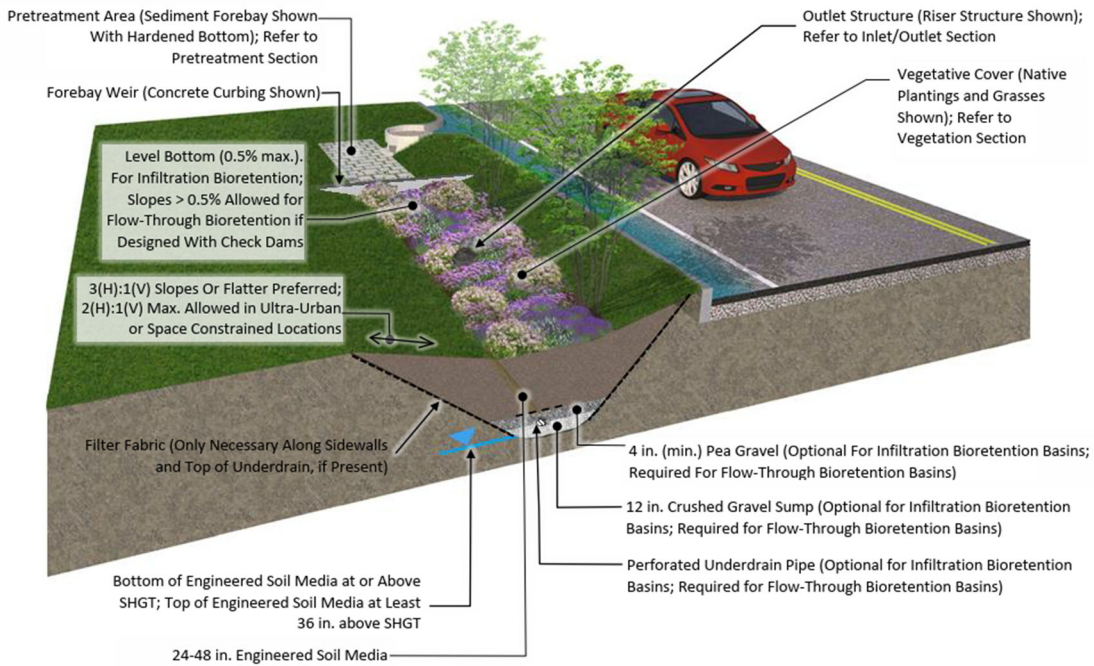 Pretreatment Area (Sediment Forebay Shown
With Hardened Bottom); Refer to
Pretreatment Section
Forebay Weir (Concrete Curbing Shown)
Level Bottom (0.5% max.).
For Infiltration Bioretention;
Slopes > 0.5% Allowed for
Flow-Through Bioretention if
Designed With Check Dams
3(H):1(V) Slopes Or Flatter Preferred;
2(H):1(V) Max. Allowed in Ultra-Urban
or Space Constrained Locations
Filter Fabric (Only Necessary Along Sidewalls
and Top of Underdrain, if Present)
Bottom of Engineered Soil Media at or Above
SHGT; Top of Engineered Soil Media at Least
36 in. above SHGT
24-48 in. Engineered Soil Media
Outlet Structure (Riser Structure Shown);
Refer to Inlet/Outlet Section
Vegetative Cover (Native
Plantings and Grasses
Shown); Refer to
Vegetation Section
4 in. (min.) Pea Gravel (Optional For Infiltration Bioretention Basins;
Required For Flow-Through Bioretention Basins)
12 in. Crushed Gravel Sump (Optional for Infiltration Bioretention
Basins; Required for Flow-Through Bioretention Basins)
Perforated Underdrain Pipe (Optional for Infiltration Bioretention
Basins; Required for Flow-Through Bioretention Basins)